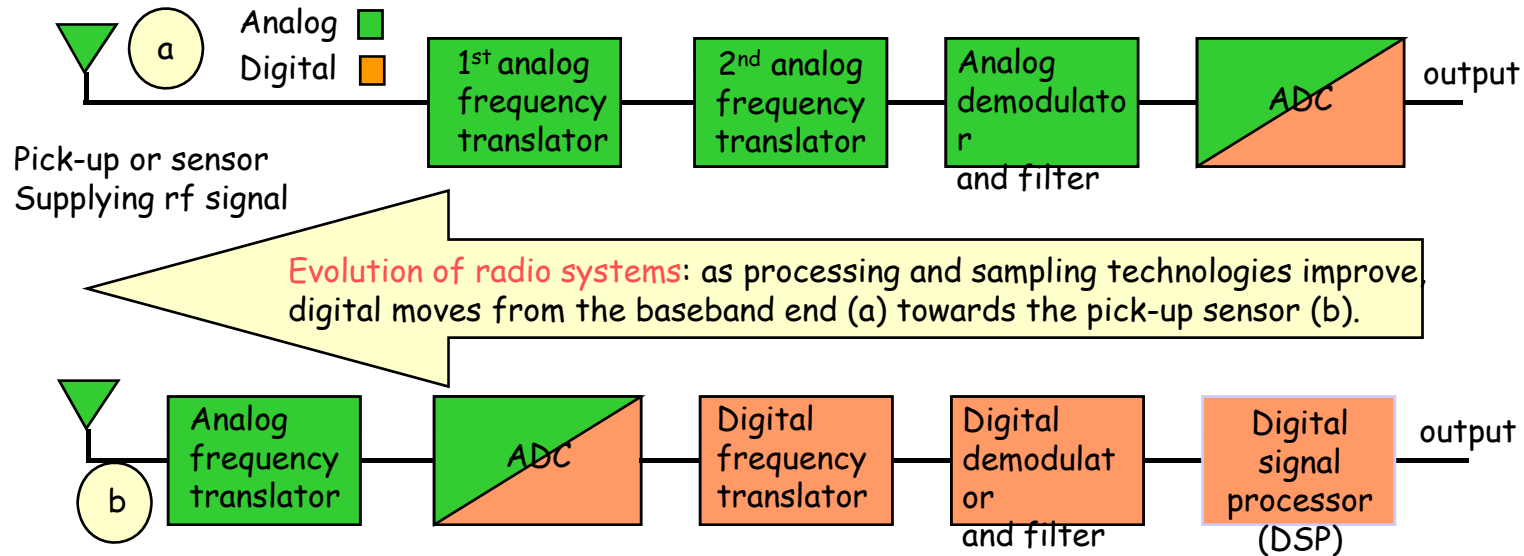 a
Analog
Digital
1st analog
frequency
translator
2nd analog
frequency
translator
Analog
demodulato
r
and filter
ADC
output
Pick-up or sensor
Supplying rf signal
Evolution of radio systems: as processing and sampling technologies improve,
digital moves from the baseband end (a) towards the pick-up sensor (b).
b
Analog
frequency
translator
ADC
Digital
frequency
translator
Digital
demodulat
or
and filter
Digital
signal
processor
(DSP)
output